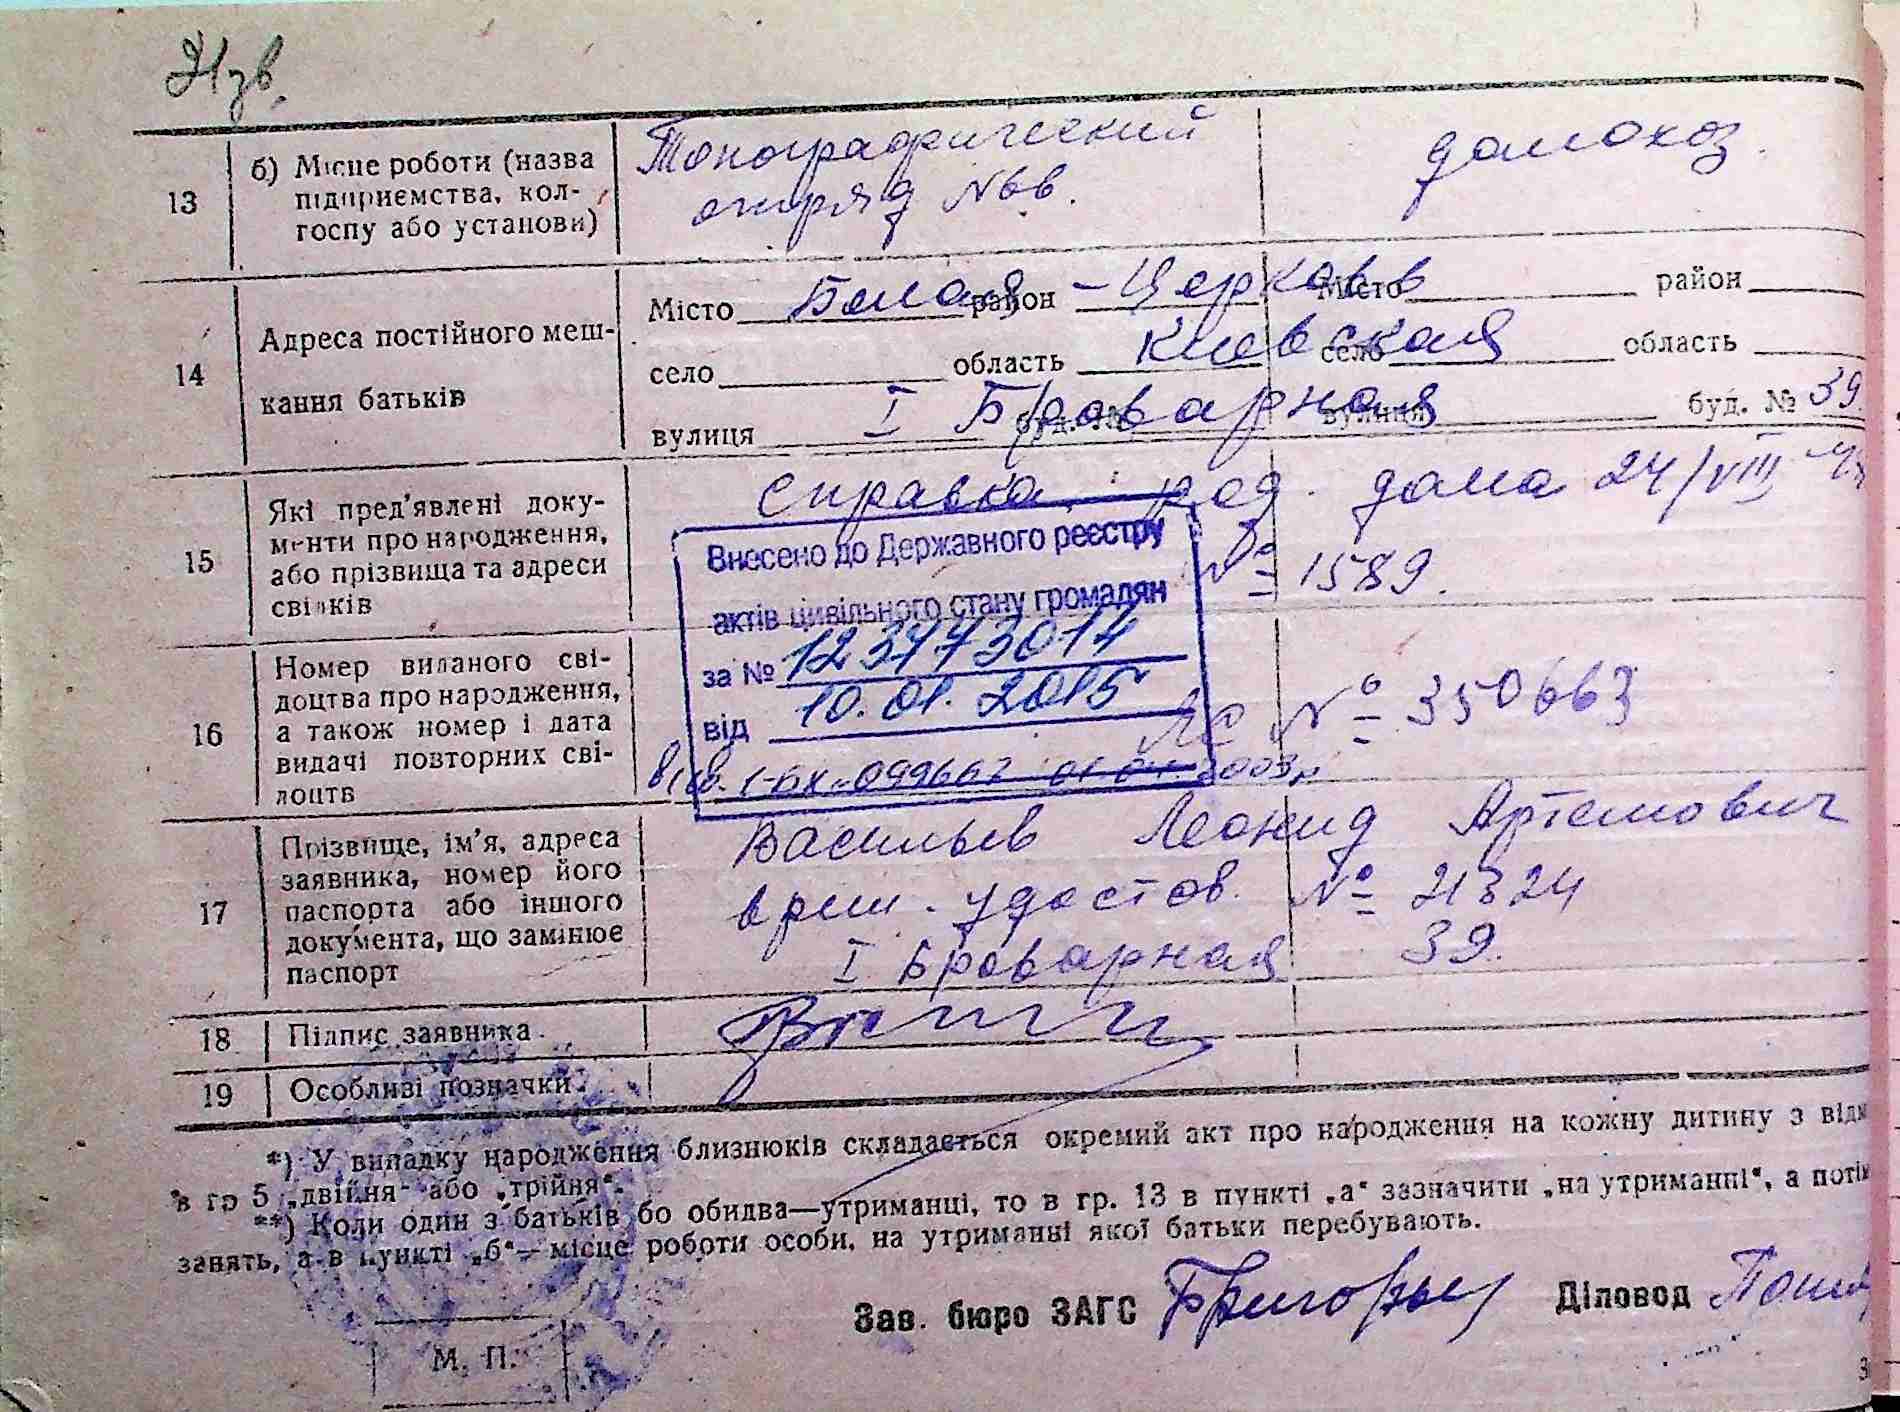 13 б) Місце роботи (назва підприємства, колгоспу або установи)
Топографический
отряд №
домохоз.
14 Адреса постійного мешкання батьків
Місто Белая район - Церковь Місто район
село область Киевская село область
вулиця I Броварная буд. № вулиця буд. № 39.
15 Які пред'явлені документи про народження, або прізвища та адреси свідків
Справка род. дома 24/VIII
№ 1589.
Внесено до Державного реєстру
актів цивільного стану громадян
за №
від 10.01.2015
16 Номер виданого свідоцтва про народження, а також номер і дата видачі повторних свідоцтв
№ 350663
17 Прізвище, ім'я, адреса заявника, номер його паспорта або іншого документа, що замінює паспорт
Васильев Леонид Артемович
врем. удостов. №
I Броварная 39.
18 Підпис заявника.
19 Особливі позначки.
*) У випадку народження близнюків складається окремий акт про народження на кожну дитину з
в гр 5 „двійня" або „трійня".
**) Коли один з батьків бо обидва—утриманці, то в гр. 13 в пункті „а" зазначити „на утриманні", а
занять, а в пункті „б"— місце роботи особи, на утриманні якої батьки перебувають.
Зав. бюро ЗАГС Діловод
М. П.